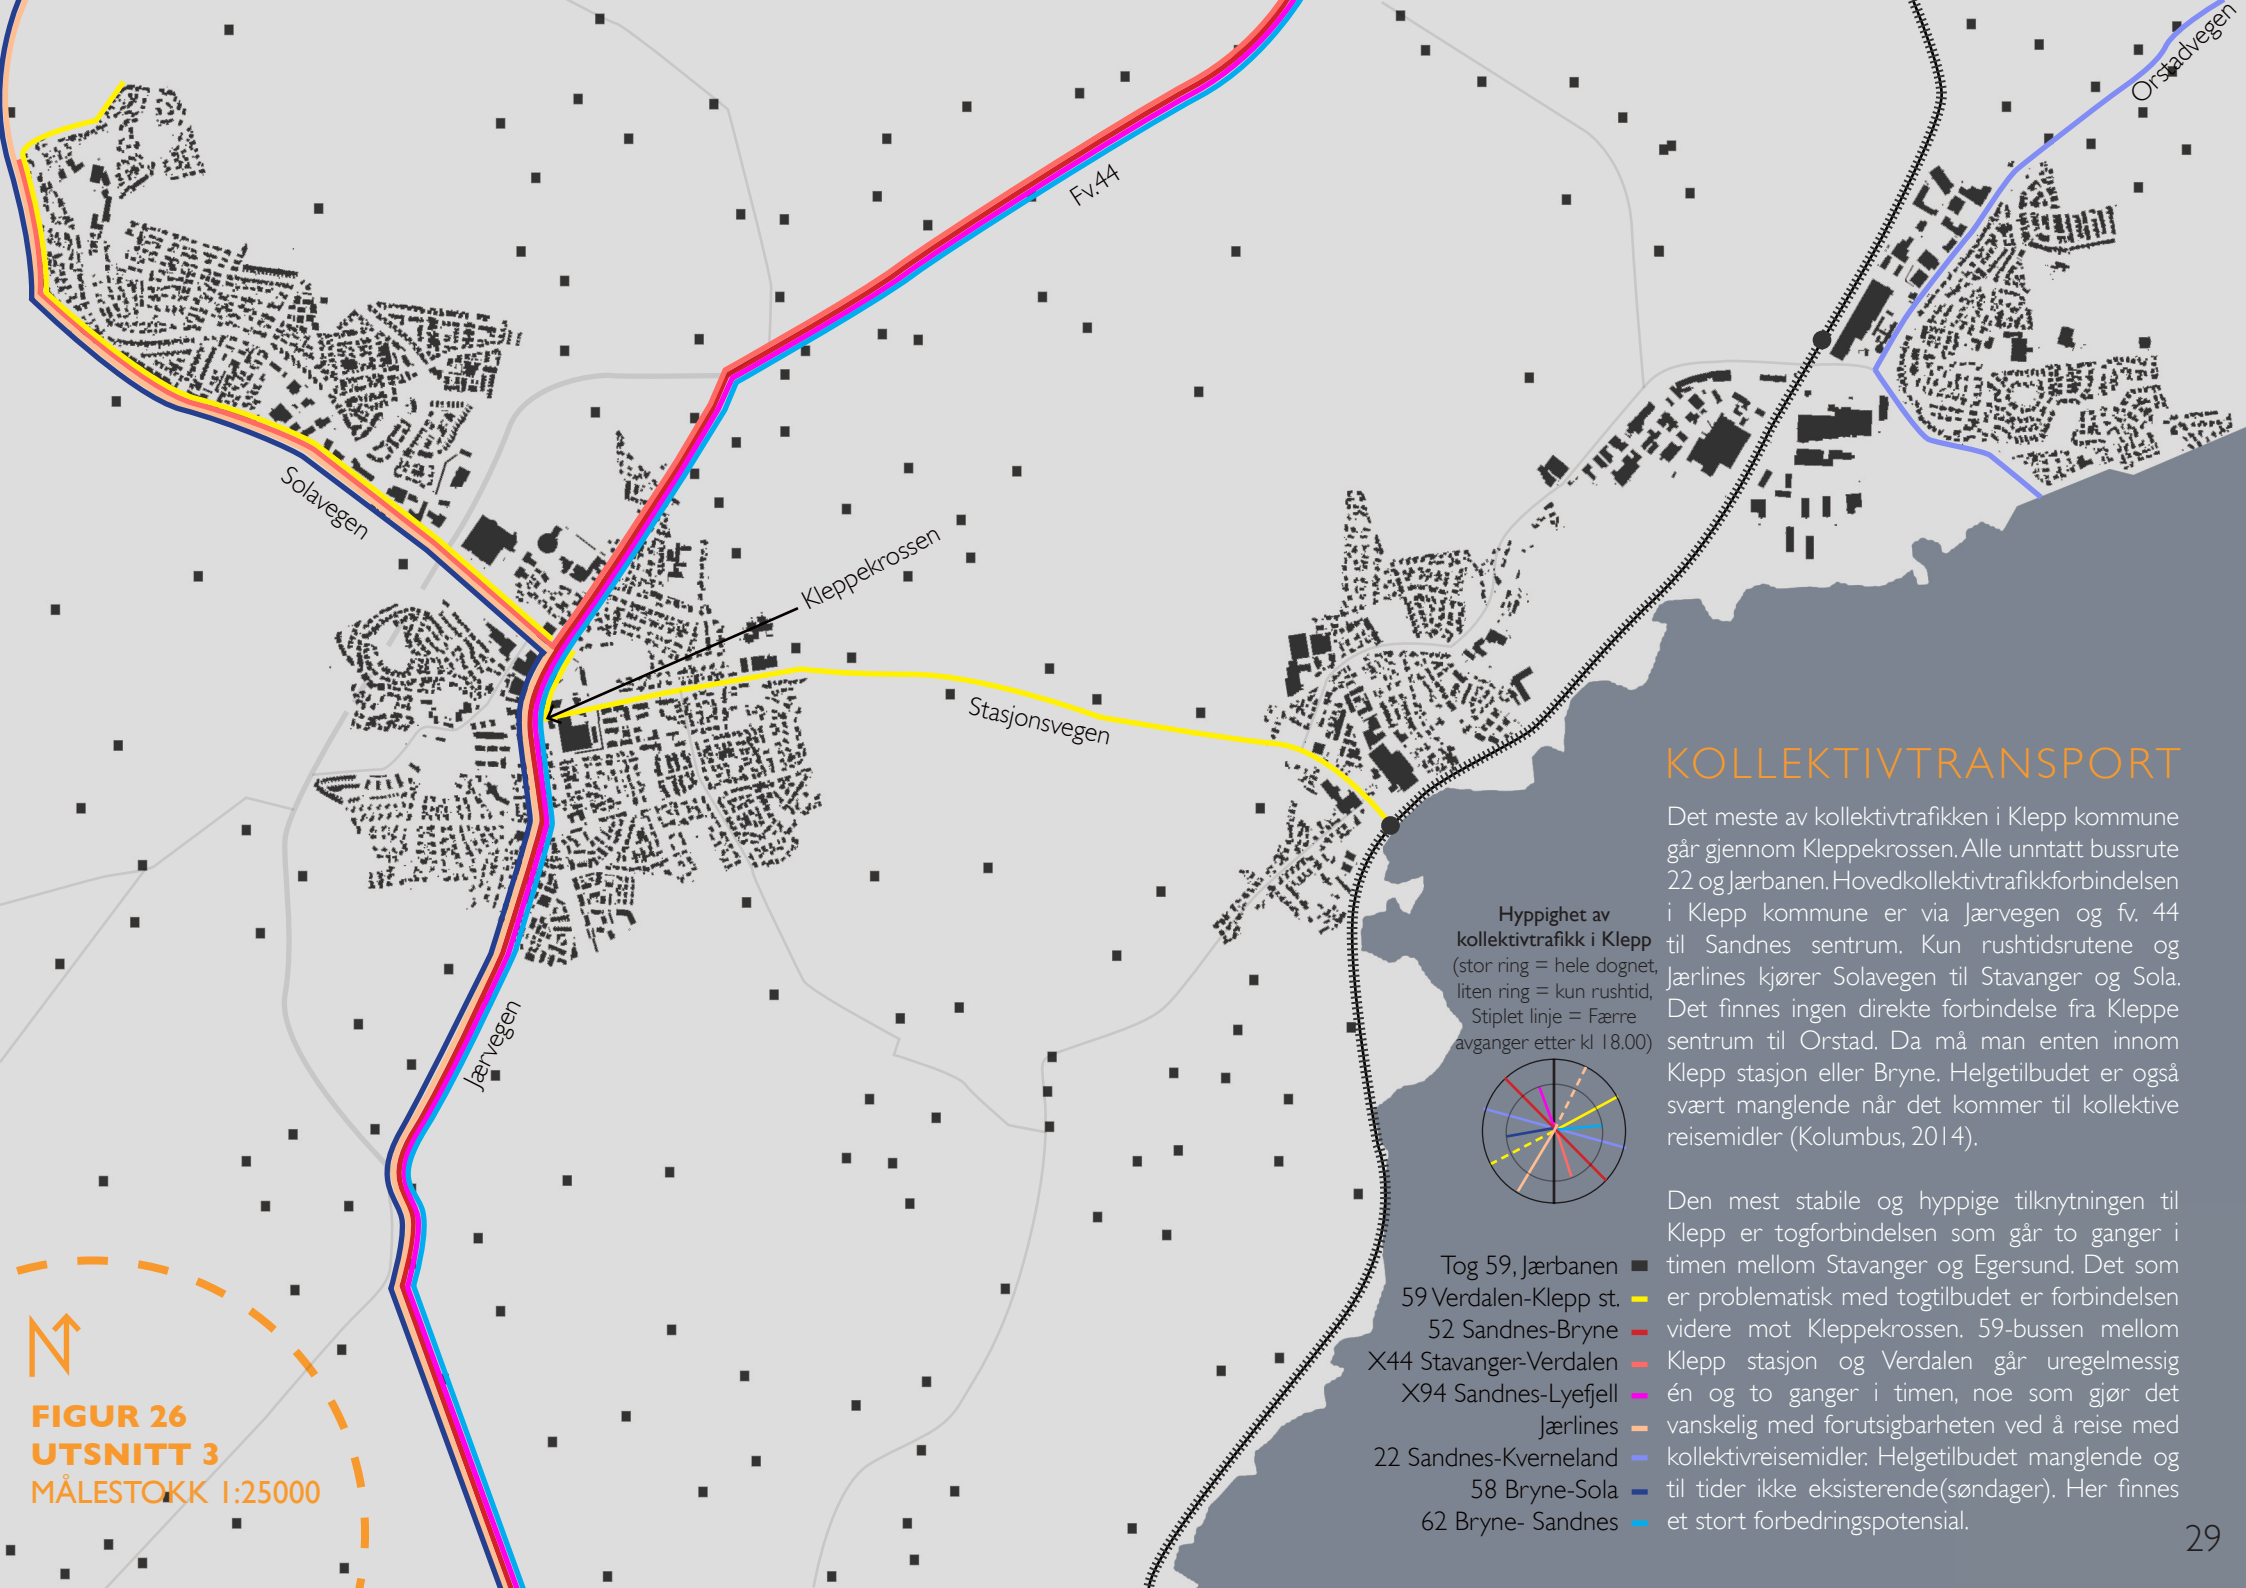 Orstadvegen
Fv.44
Solavegen
Kleppekrossen
Stasjonsvegen
Jærvegen
KOLLEKTIVTRANSPORT
Det meste av kollektivtrafikken i Klepp kommune
går gjennom Kleppekrossen. Alle unntatt bussrute
22 og Jærbanen. Hovedkollektivtrafikkforbindelsen
i Klepp kommune er via Jærvegen og fv. 44
til Sandnes sentrum. Kun rushtidsrutene og
Jærlines kjører Solavegen til Stavanger og Sola.
Det finnes ingen direkte forbindelse fra Kleppe
sentrum til Orstad. Da må man enten innom
Klepp stasjon eller Bryne. Helgetilbudet er også
svært manglende når det kommer til kollektive
reisemidler (Kolumbus, 2014).
Den mest stabile og hyppige tilknytningen til
Klepp er togforbindelsen som går to ganger i
timen mellom Stavanger og Egersund. Det som
er problematisk med togtilbudet er forbindelsen
videre mot Kleppekrossen. 59-bussen mellom
Klepp stasjon og Verdalen går uregelmessig
én og to ganger i timen, noe som gjør det
vanskelig med forutsigbarheten ved å reise med
kollektivreisemidler. Helgetilbudet manglende og
til tider ikke eksisterende(søndager). Her finnes
et stort forbedringspotensial.
Hyppighet av
kollektivtrafikk i Klepp
(stor ring = hele dognet,
liten ring = kun rushtid,
Stiplet linje = Færre
avganger etter kl 18.00)
Tog 59, Jærbanen
59 Verdalen-Klepp st.
52 Sandnes-Bryne
X44 Stavanger-Verdalen
X94 Sandnes-Lyefjell
Jærlines
22 Sandnes-Kverneland
58 Bryne-Sola
62 Bryne- Sandnes
N
FIGUR 26
UTSNITT 3
MÅLESTOKK 1:25000
29